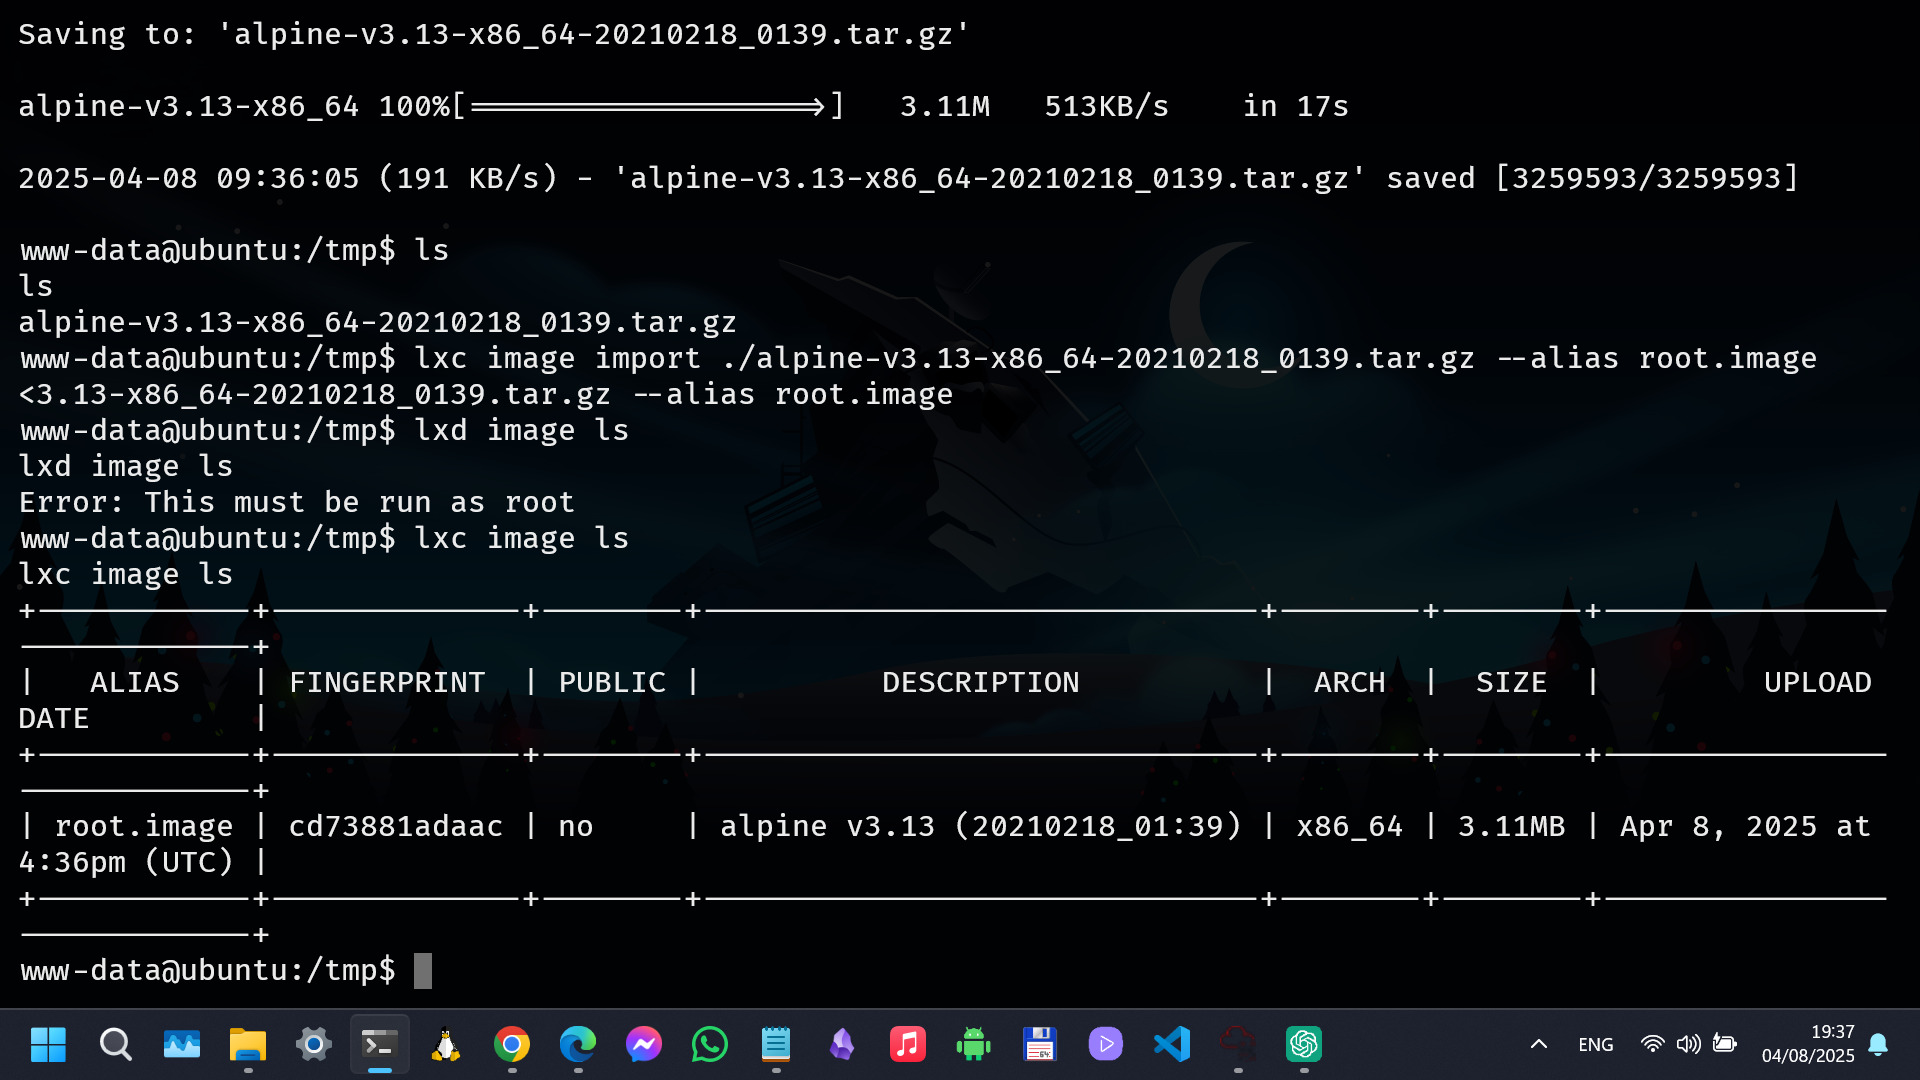 Saving to: 'alpine-v3.13-x86_64-20210218_0139.tar.gz'
alpine-v3.13-x86_64 100%[===================>] 3.11M 513KB/s in 17s
2025-04-08 09:36:05 (191 KB/s) - 'alpine-v3.13-x86_64-20210218_0139.tar.gz' saved [3259593/3259593]
www-data@ubuntu:/tmp$ ls
ls
alpine-v3.13-x86_64-20210218_0139.tar.gz
www-data@ubuntu:/tmp$ lxc image import ./alpine-v3.13-x86_64-20210218_0139.tar.gz --alias root.image
<3.13-x86_64-20210218_0139.tar.gz --alias root.image
www-data@ubuntu:/tmp$ lxd image ls
lxd image ls
Error: This must be run as root
www-data@ubuntu:/tmp$ lxc image ls
lxc image ls
+------------+--------------+--------+-------------------------------+--------+--------+----------------
-------------+
| ALIAS | FINGERPRINT | PUBLIC | DESCRIPTION | ARCH | SIZE | UPLOAD
DATE |
+------------+--------------+--------+-------------------------------+--------+--------+----------------
-------------+
| root.image | cd73881adaac | no | alpine v3.13 (20210218_01:39) | x86_64 | 3.11MB | Apr 8, 2025 at
4:36pm (UTC) |
+------------+--------------+--------+-------------------------------+--------+--------+----------------
-------------+
www-data@ubuntu:/tmp$
64
ENG
19:37
04/08/2025